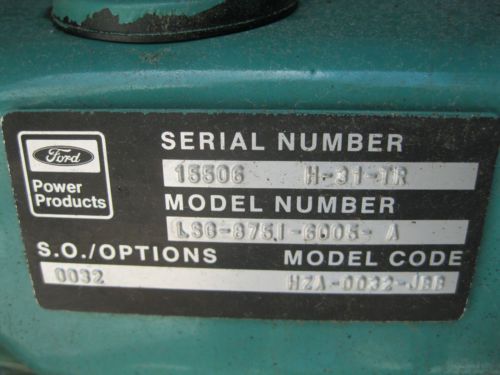 Ford
Power
Products
SERIAL NUMBER
15506 H-31-TR
MODEL NUMBER
LSG-875I-6005-A
S.O./OPTIONS MODEL CODE
0032 HZA-0032-JBB